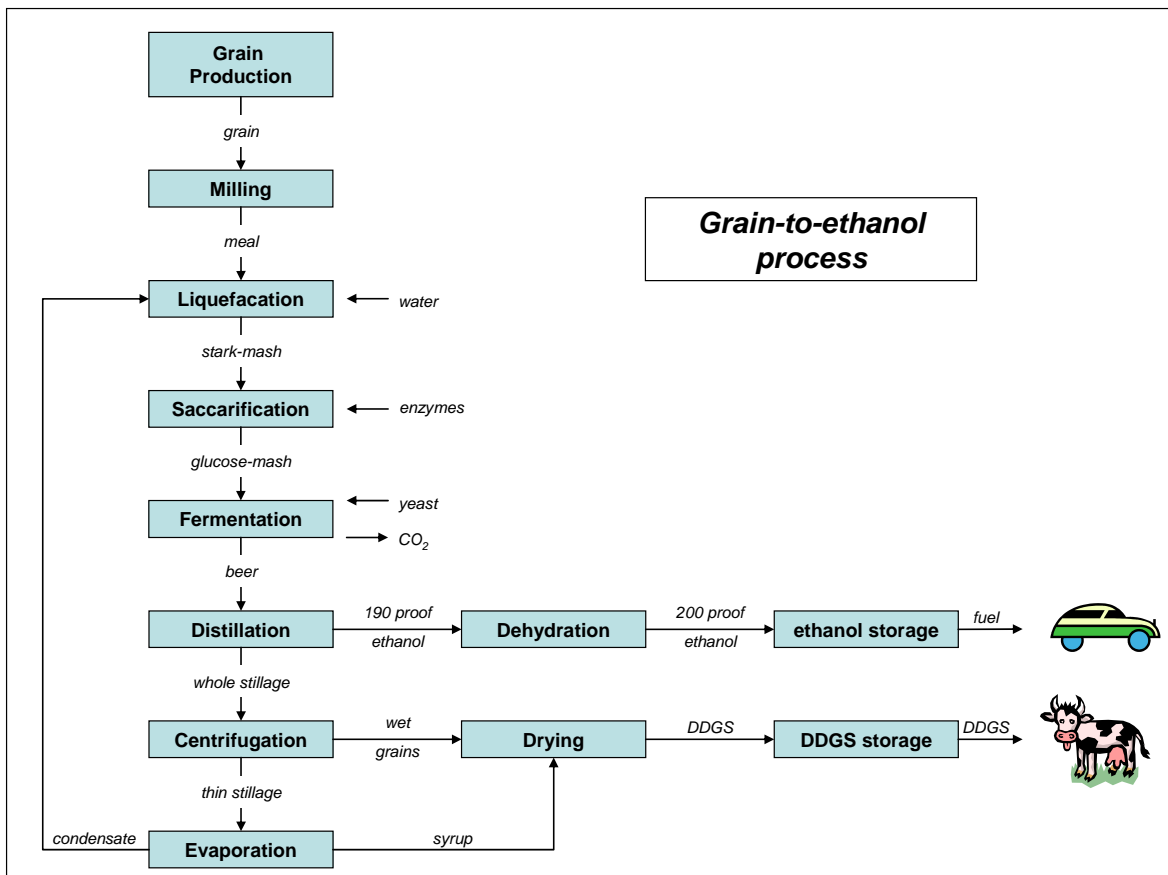 Grain
Production
grain
Milling
Grain-to-ethanol
process
meal
Liquefacation
water
stark-mash
Saccarification
enzymes
glucose-mash
yeast
Fermentation
CO2
beer
Distillation
190 proof
ethanol
Dehydration
200 proof
ethanol
ethanol storage
fuel
whole stillage
Centrifugation
wet
grains
Drying
DDGS
DDGS storage
DDGS
thin stillage
condensate
Evaporation
syrup